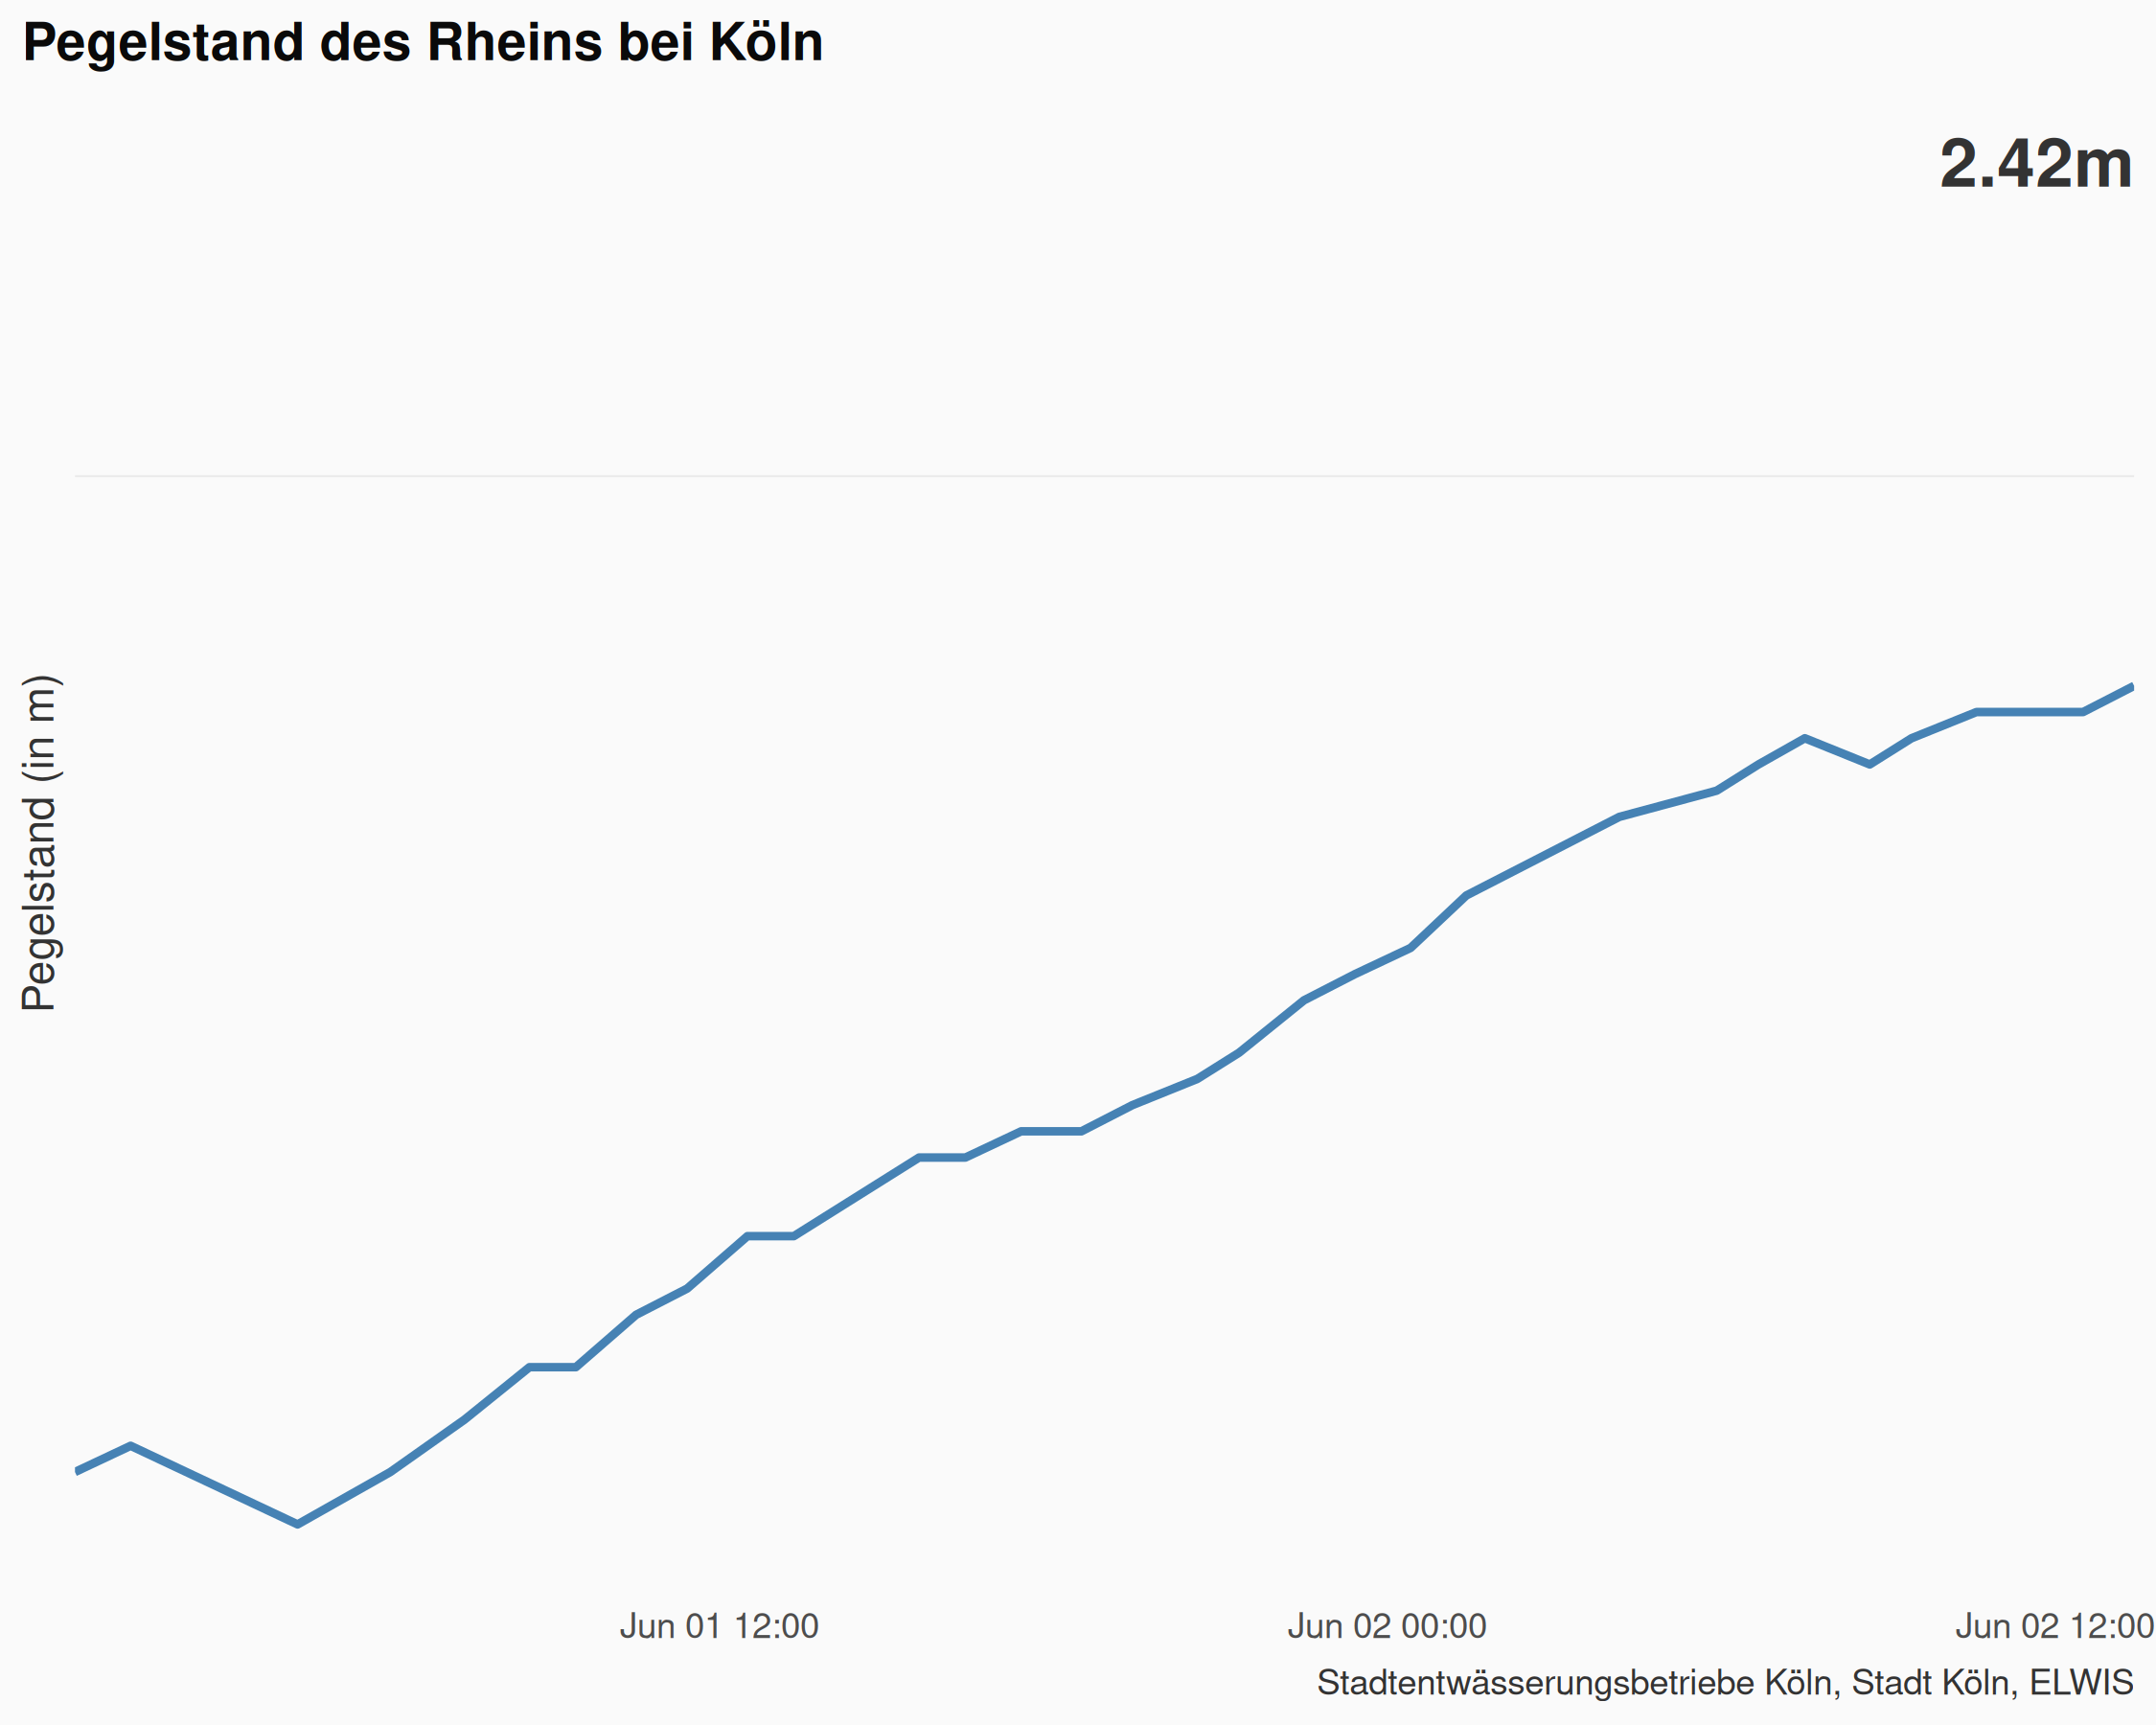 Pegelstand des Rheins bei Köln
2.42m
Pegelstand (in m)
Jun 01 12:00
Jun 02 00:00
Jun 02 12:00
Stadtentwässerungsbetriebe Köln, Stadt Köln, ELWIS